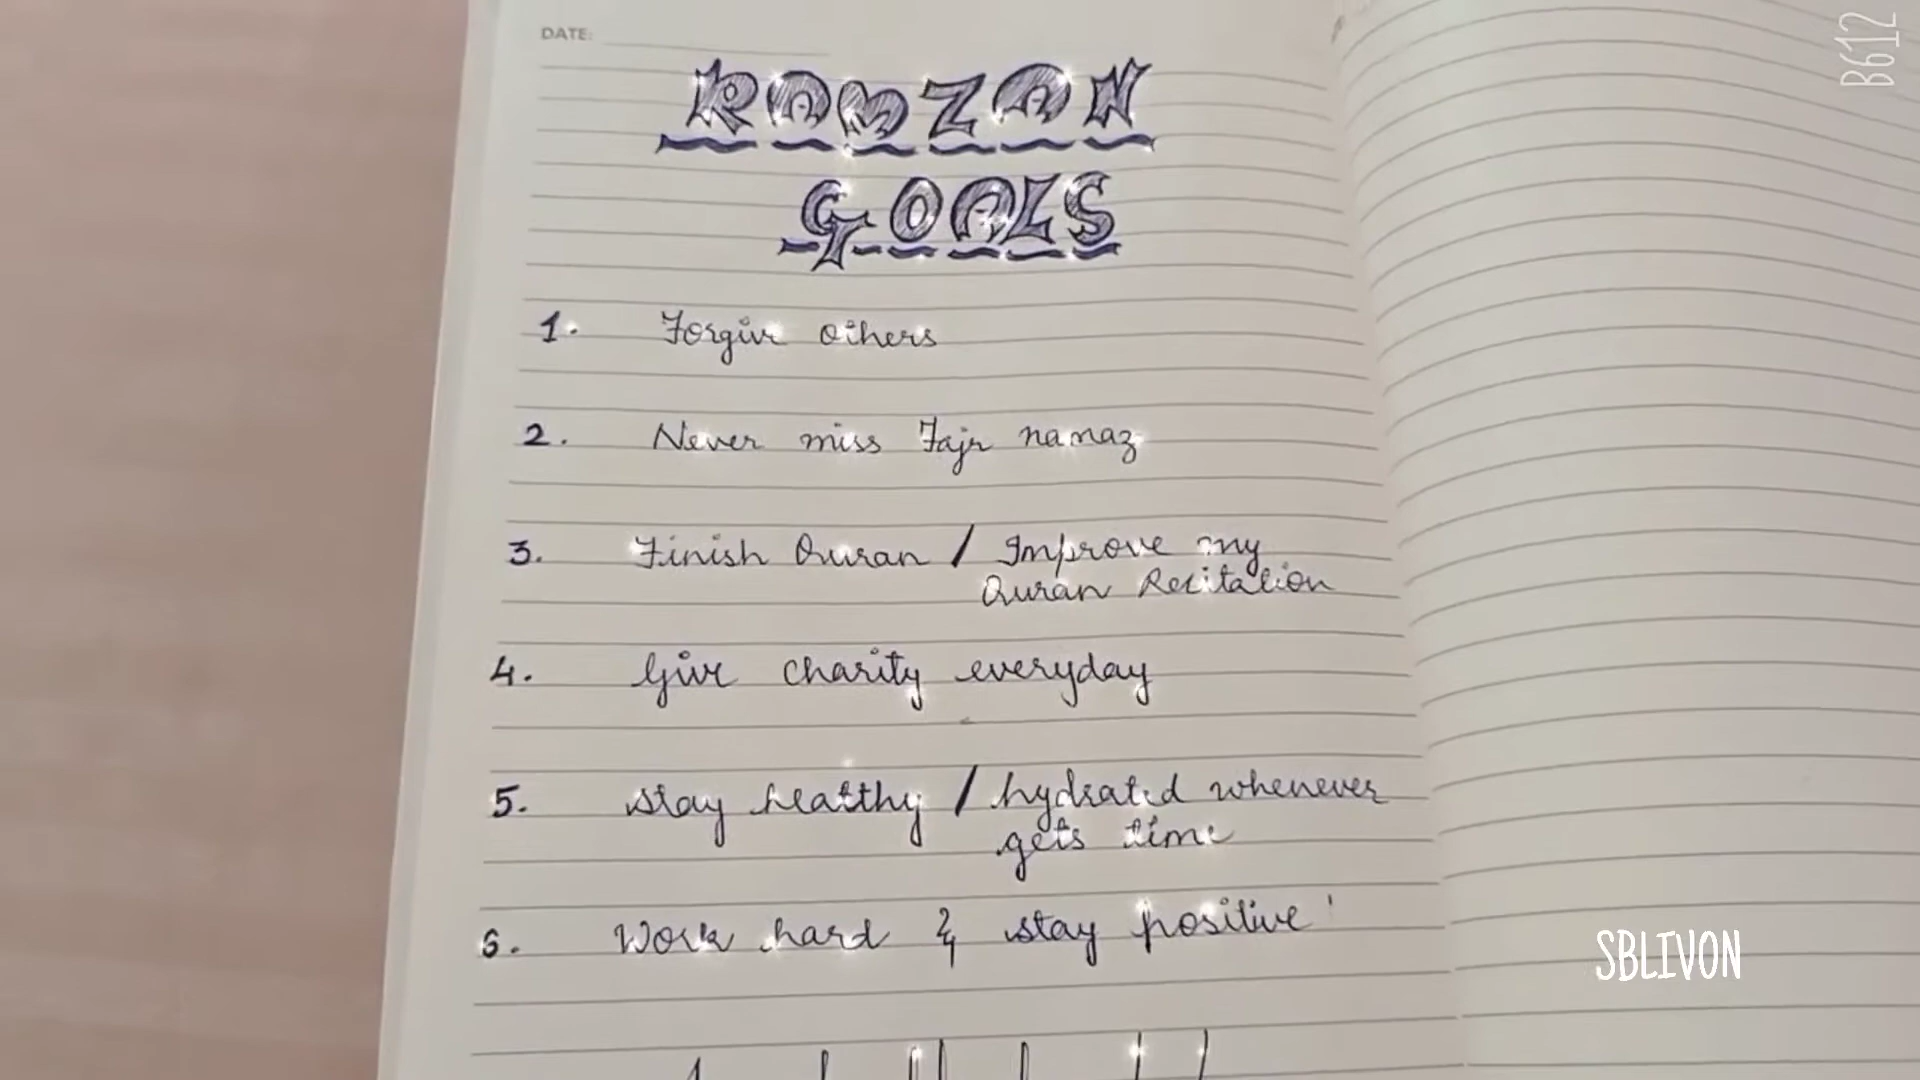 DATE:
RAMZAN
GOALS
1. Forgive others
2. Never miss Fajr namaz
3. Finish Quran / Improve my
Quran Recitation
4. Give charity everyday
5. stay healthy / hydrated whenever
gets time
6. Work hard & stay positive
B612
SBLIVON